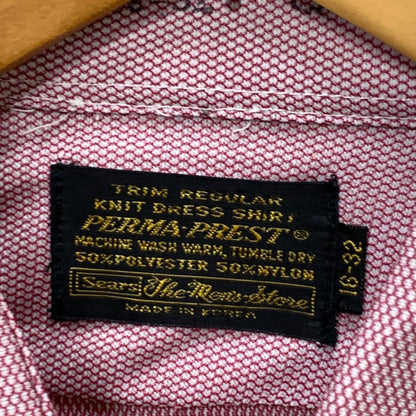 TRIM REGULAR
KNIT DRESS SHIRT
PERMA-PREST®
MACHINE WASH WARM, TUMBLE DRY
50% POLYESTER 50% NYLON
Sears The Men's Store
MADE IN KOREA
16-32